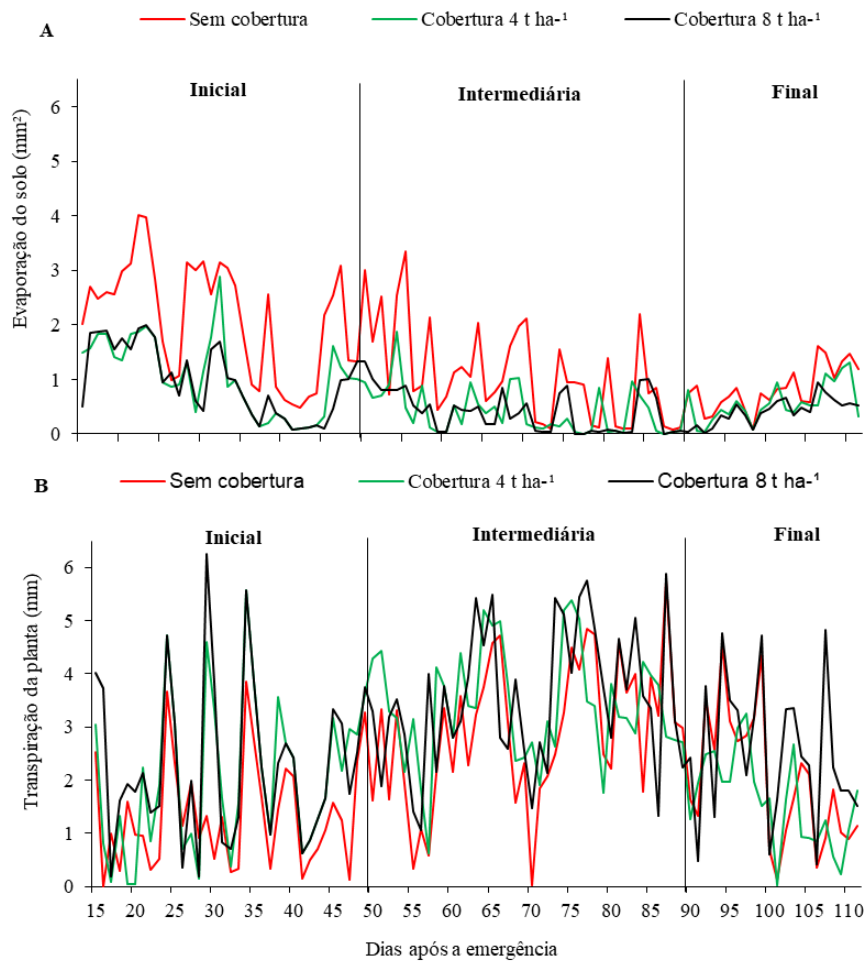 A
Sem cobertura Cobertura 4 t ha-¹ Cobertura 8 t ha-¹
Inicial Intermediária Final
Evaporação do solo (mm²)
6
5
4
3
2
1
0
B
Sem cobertura Cobertura 4 t ha-¹ Cobertura 8 t ha-¹
Inicial Intermediária Final
Transpiração da planta (mm)
6
5
4
3
2
1
0
15 20 25 30 35 40 45 50 55 60 65 70 75 80 85 90 95 100 105 110
Dias após a emergência